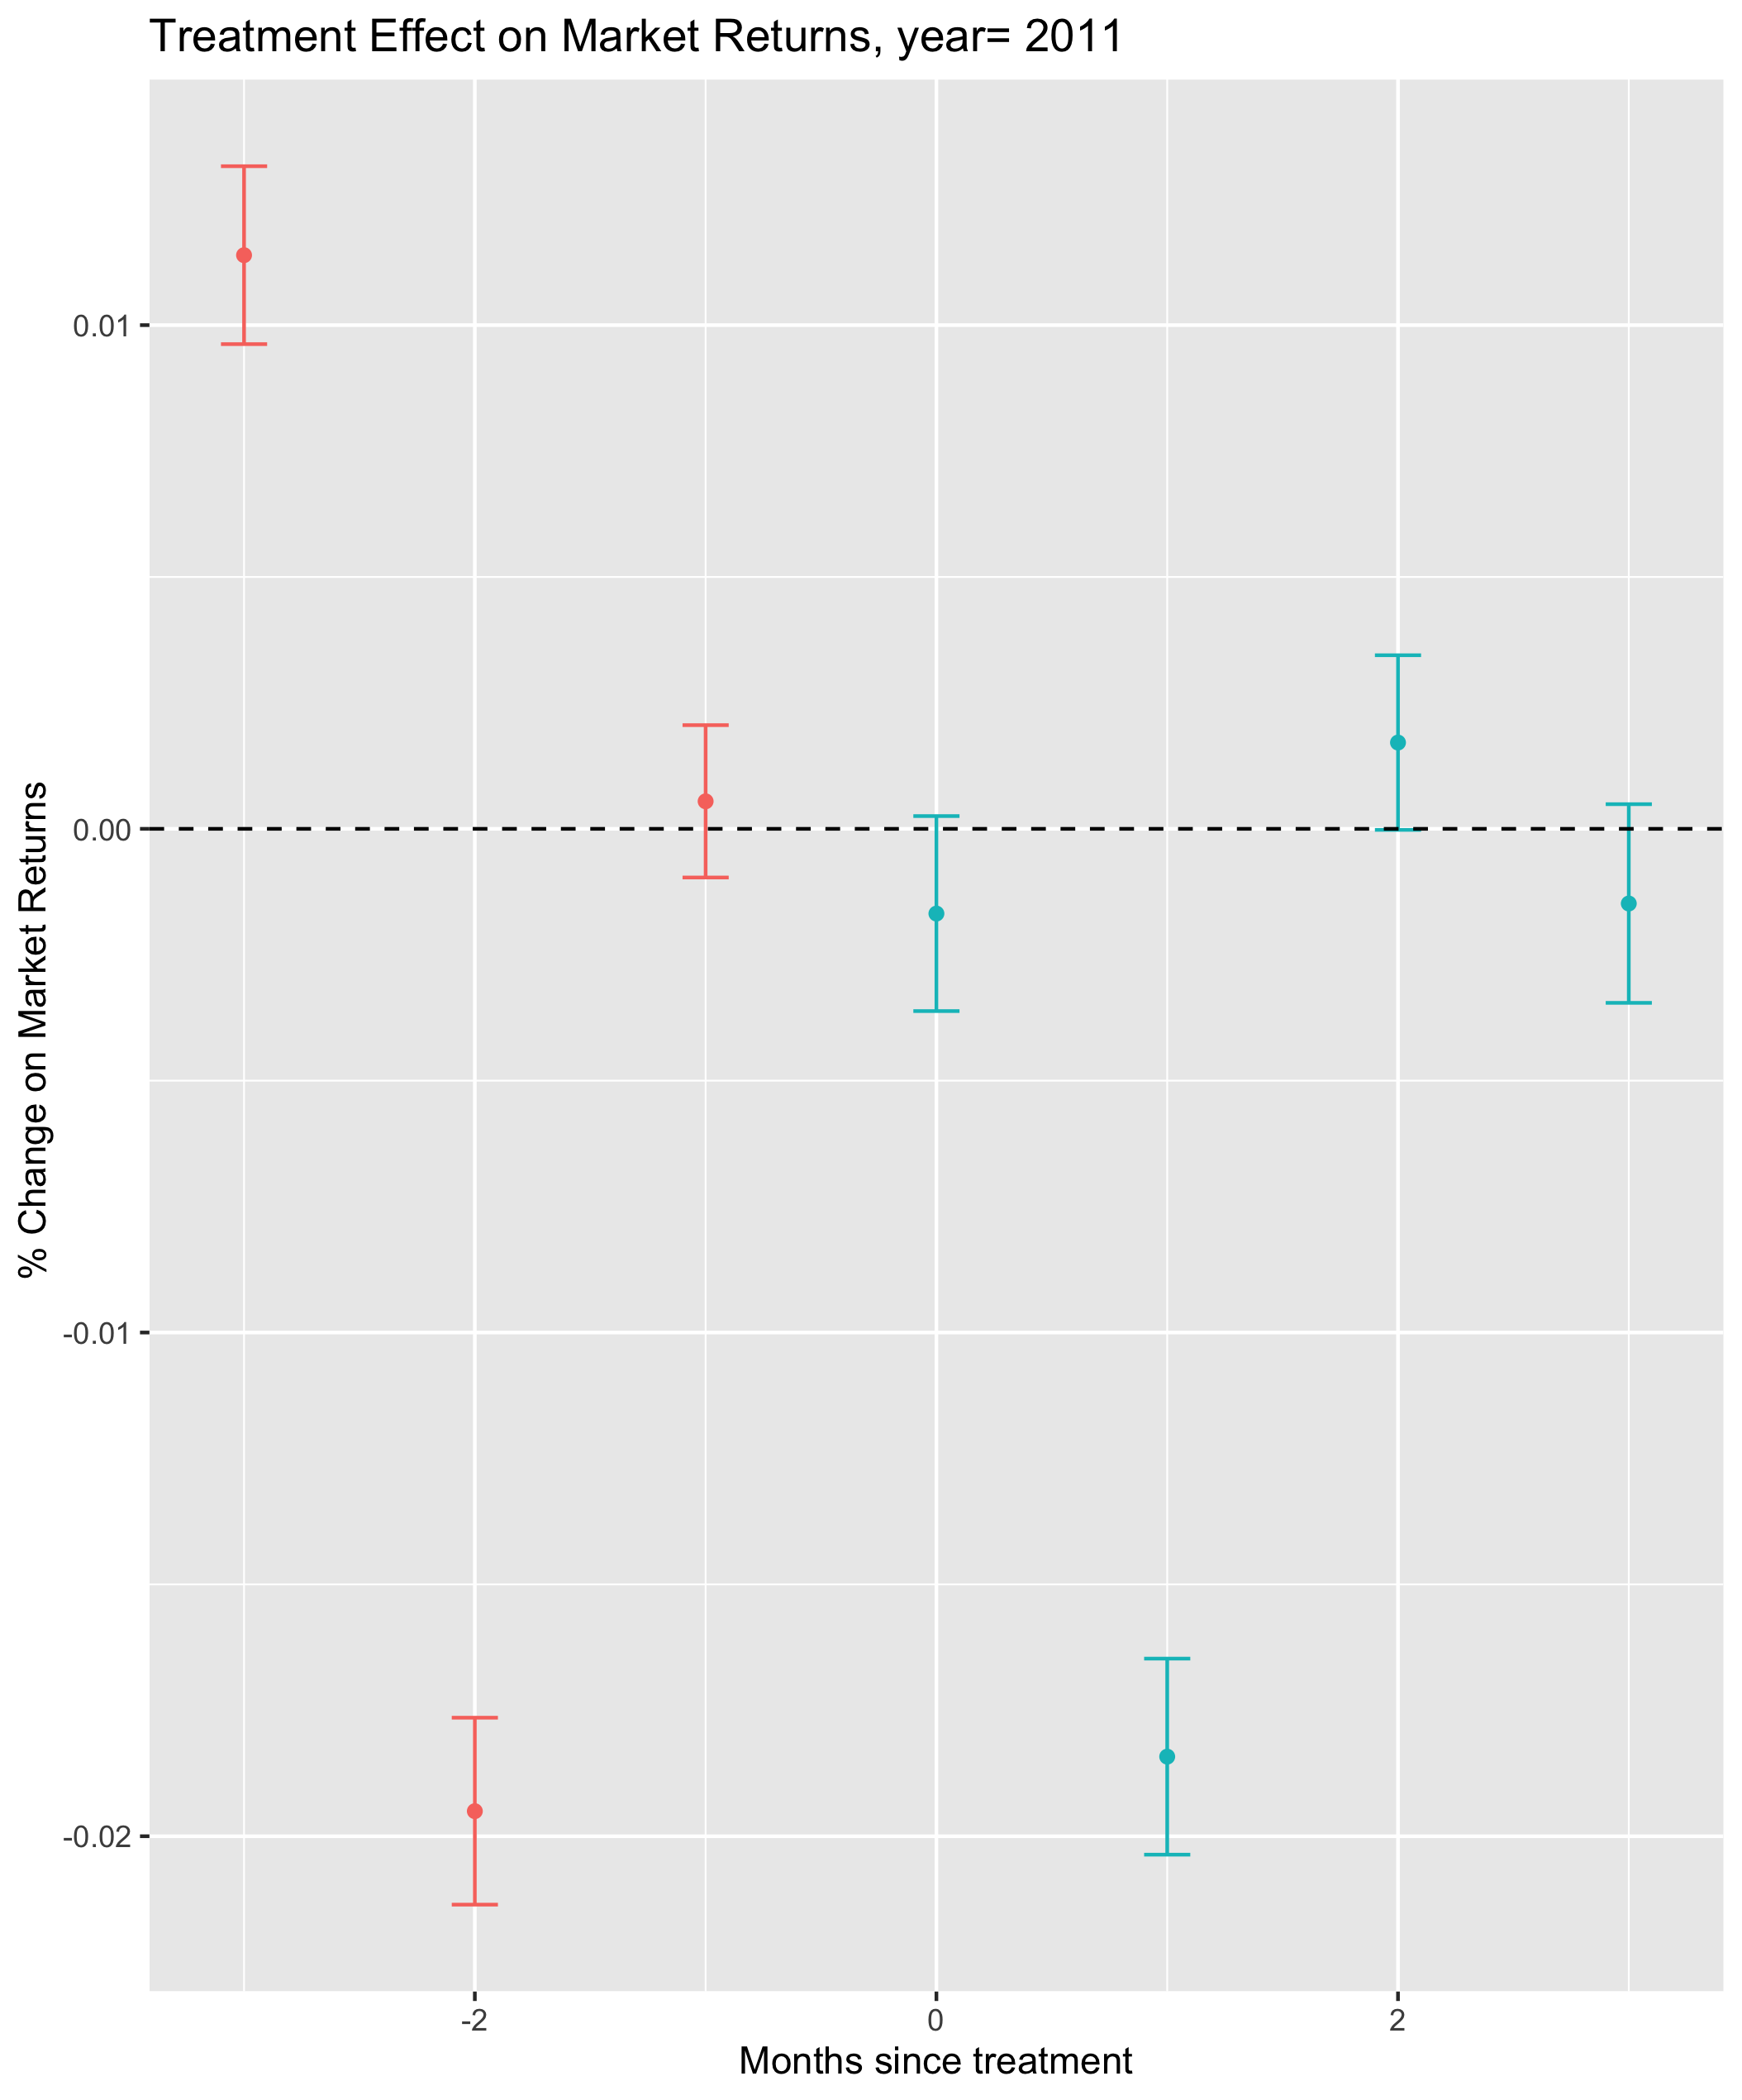 Treatment Effect on Market Returns, year= 2011
% Change on Market Returns
0.01
0.00
-0.01
-0.02
-2
0
2
Months since treatment